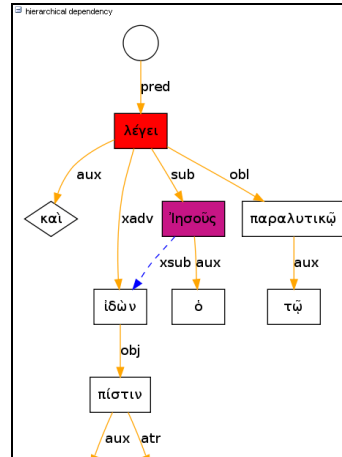 hierarchical dependency
pred
λέγει
aux
sub
obl
καὶ
xadv
Ἰησοῦς
παραλυτικῷ
xsub
aux
aux
ἰδὼν
ὁ
τῷ
obj
πίστιν
aux
atr